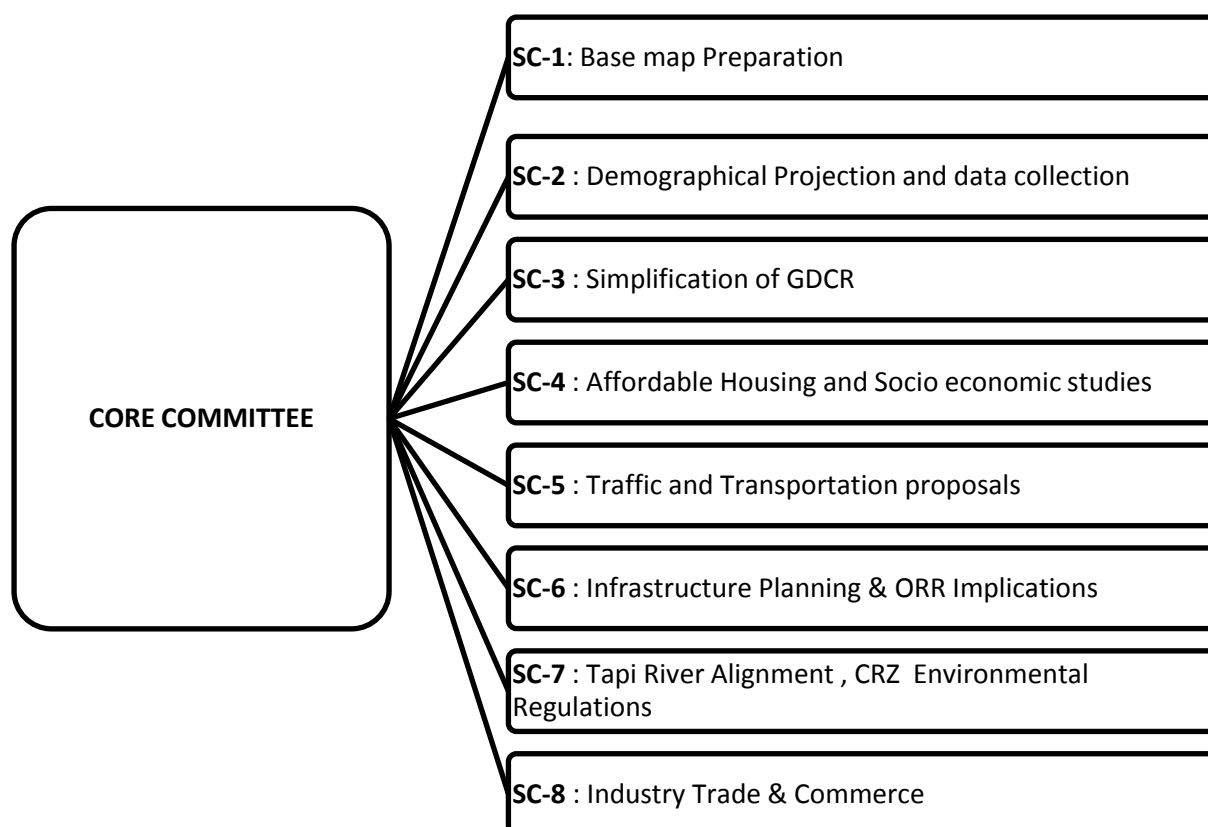 CORE COMMITTEE
SC-1: Base map Preparation
SC-2 : Demographical Projection and data collection
SC-3 : Simplification of GDCR
SC-4 : Affordable Housing and Socio economic studies
SC-5 : Traffic and Transportation proposals
SC-6 : Infrastructure Planning & ORR Implications
SC-7 : Tapi River Alignment , CRZ  Environmental
Regulations
SC-8 : Industry Trade & Commerce